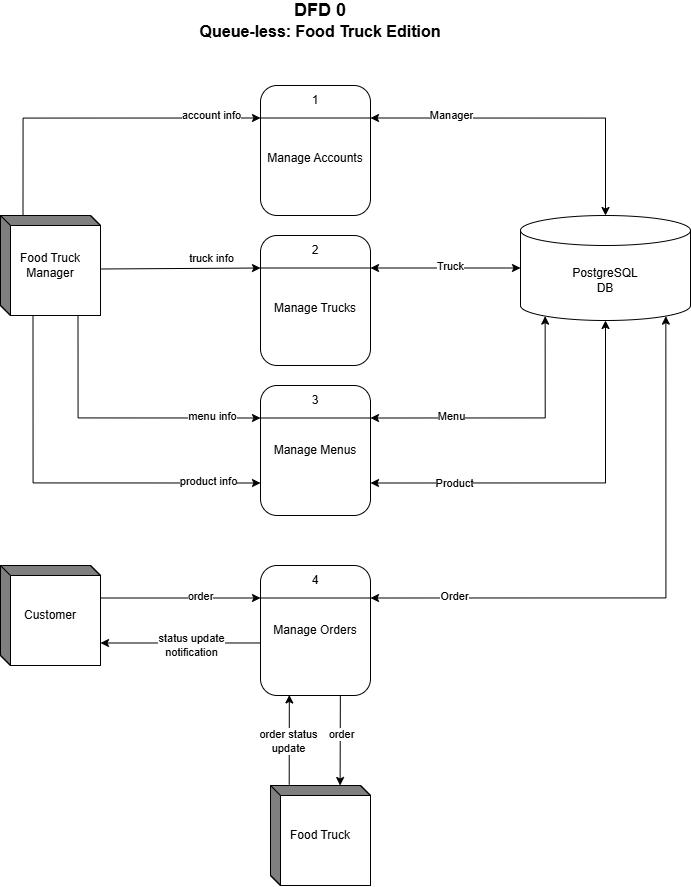 DFD 0
Queue-less: Food Truck Edition
1
account info
Manager
Manage Accounts
2
Food Truck
Manager
truck info
Truck
PostgreSQL
DB
Manage Trucks
3
menu info
Menu
Manage Menus
product info
Product
4
order
Order
Customer
Manage Orders
status update
notification
order status
update
order
Food Truck